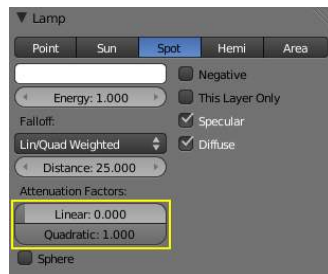 Lamp
Point Sun Spot Hemi Area
Negative
Energy: 1.000 This Layer Only
Falloff: Specular
Lin/Quad Weighted Diffuse
Distance: 25.000
Attenuation Factors:
Linear: 0.000
Quadratic: 1.000
Sphere